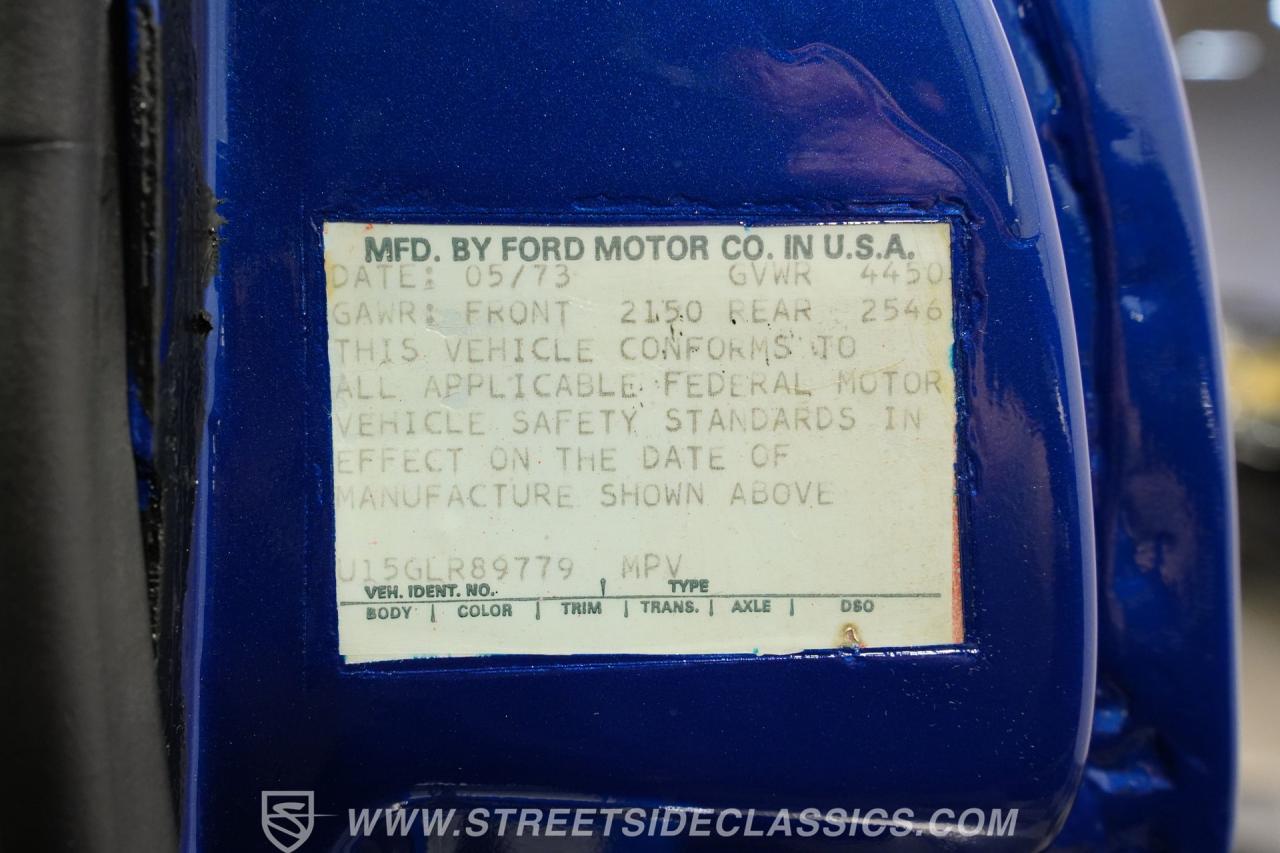 MFD. BY FORD MOTOR CO. IN U.S.A.
DATE: 05/73 GVWR 4450
GAWR: FRONT 2150 REAR 2546
THIS VEHICLE CONFORMS TO
ALL APPLICABLE FEDERAL MOTOR
VEHICLE SAFETY STANDARDS IN
EFFECT ON THE DATE OF
MANUFACTURE SHOWN ABOVE
U15GLR89779 MPV
VEH. IDENT. NO. TYPE
BODY | COLOR | TRIM | TRANS. | AXLE | DSO
WWW.STREETSIDECLASSICS.COM